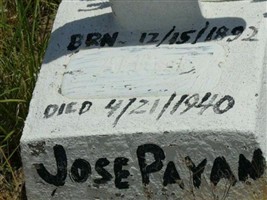 BRN - 12/15/1892
DIED 4/21/1940
JOSE PAYAN